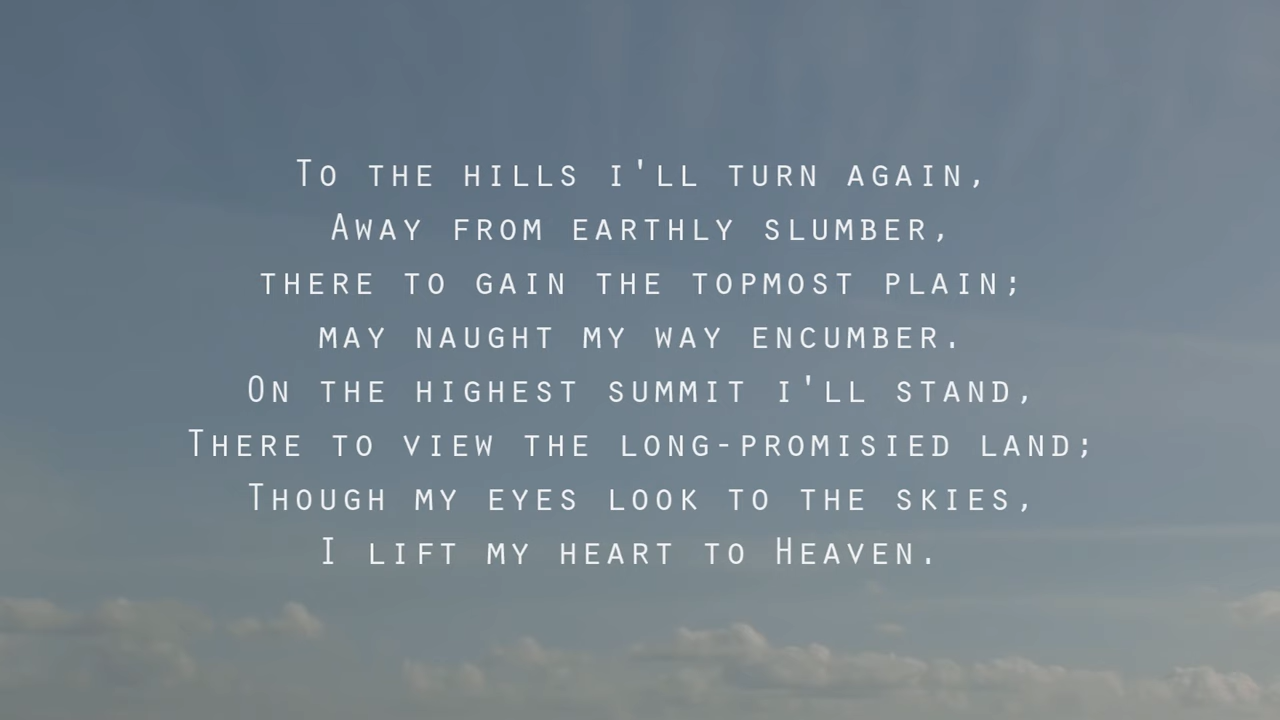 To the hills I'll turn again,
Away from earthly slumber,
there to gain the topmost plain;
may naught my way encumber.
On the highest summit I'll stand,
There to view the long-promisied land;
Though my eyes look to the skies,
I lift my heart to Heaven.